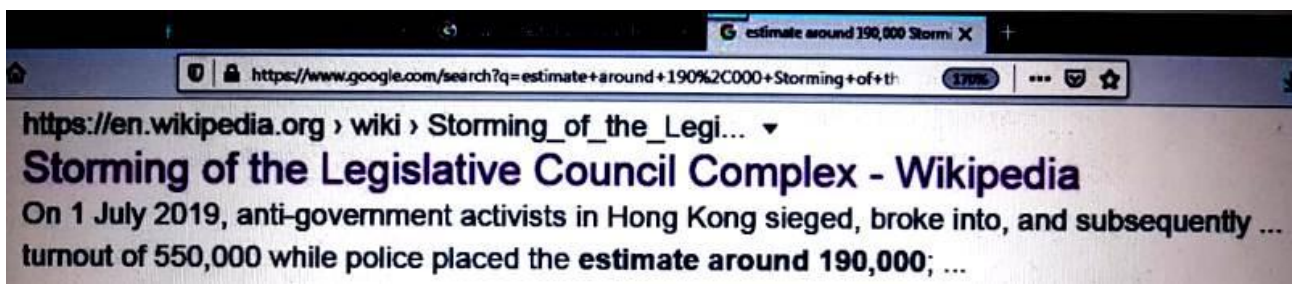 estimate around 190,000 Stormi
https://www.google.com/search?q=estimate+around+190%2C000+Storming+of+th 170%
https://en.wikipedia.org › wiki › Storming_of_the_Legi...
Storming of the Legislative Council Complex - Wikipedia
On 1 July 2019, anti-government activists in Hong Kong sieged, broke into, and subsequently ...
turnout of 550,000 while police placed the estimate around 190,000; ...